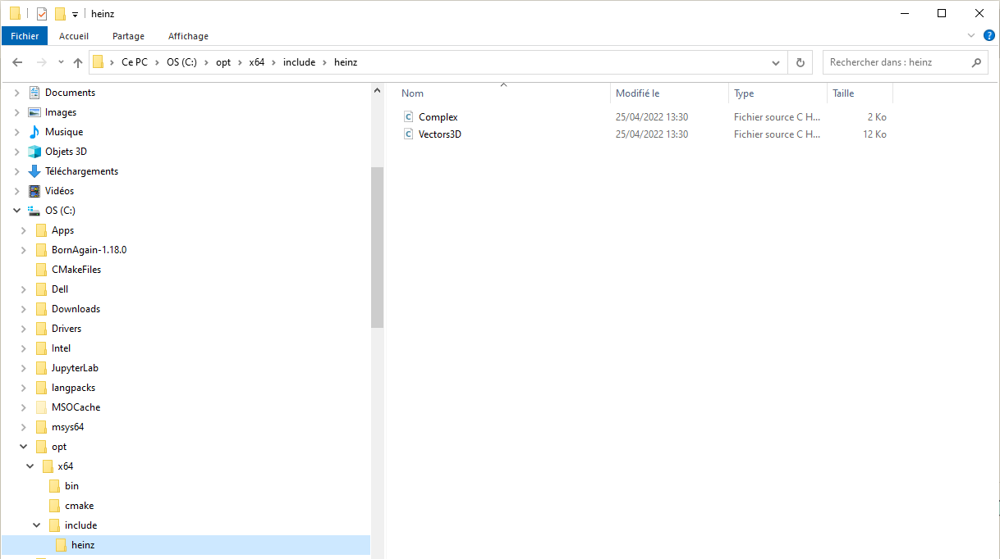 heinz
Fichier Accueil Partage Affichage
Ce PC OS (C:) opt x64 include heinz
Rechercher dans : heinz
Nom Modifié le Type Taille
Complex 25/04/2022 13:30 Fichier source C H... 2 Ko
Vectors3D 25/04/2022 13:30 Fichier source C H... 12 Ko
Documents
Images
Musique
Objets 3D
Téléchargements
Vidéos
OS (C:)
Apps
BornAgain-1.18.0
CMakeFiles
Dell
Downloads
Drivers
Intel
JupyterLab
langpacks
MSOCache
msys64
opt
x64
bin
cmake
include
heinz